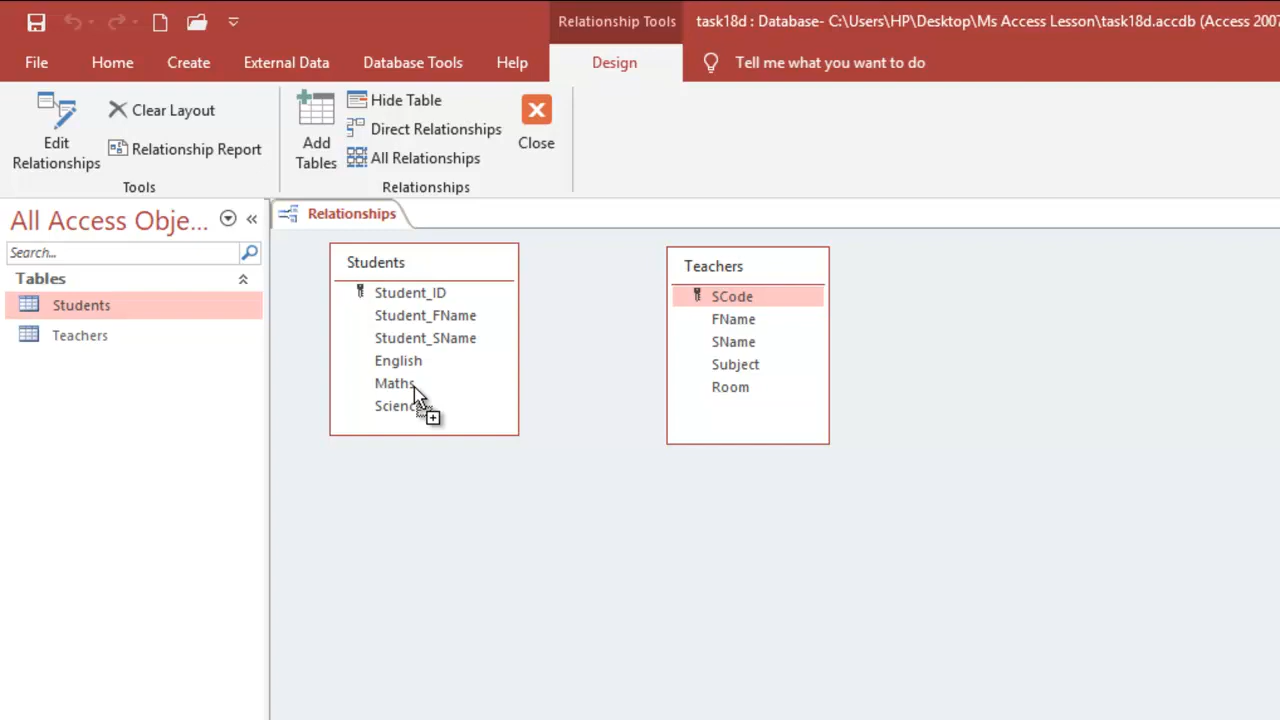 Relationship Tools
task18d : Database- C:\Users\HP\Desktop\Ms Access Lesson\task18d.accdb (Access 2007
File Home Create External Data Database Tools Help Design Tell me what you want to do
Edit Relationships
Clear Layout
Relationship Report
Tools
Add Tables
Hide Table
Direct Relationships
All Relationships
Close
Relationships
All Access Obje...
Search...
Tables
Students
Teachers
Relationships
Students
Student_ID
Student_FName
Student_SName
English
Maths
Teachers
SCode
FName
SName
Subject
Room